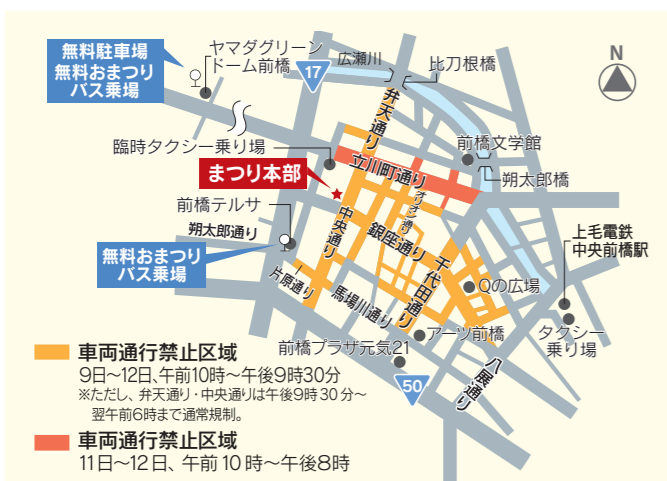 無料駐車場
無料おまつり
バス乗場
ヤマダグリーン
ドーム前橋
17
広瀬川
比刀根橋
N
弁天通り
臨時タクシー乗り場
立川町通り
前橋文学館
朔太郎橋
まつり本部
オリオン通り
前橋テルサ
朔太郎通り
中央通り
銀座通り
上毛電鉄
中央前橋駅
無料おまつり
バス乗場
千代田通り
片原通り
馬場川通り
Qの広場
アーツ前橋
タクシー
乗り場
前橋プラザ元気21
50
八展通り
車両通行禁止区域
9日〜12日、午前10時〜午後9時30分
※ただし、弁天通り・中央通りは午後9時30分〜
翌午前6時まで通常規制。
車両通行禁止区域
11日〜12日、午前10時〜午後8時